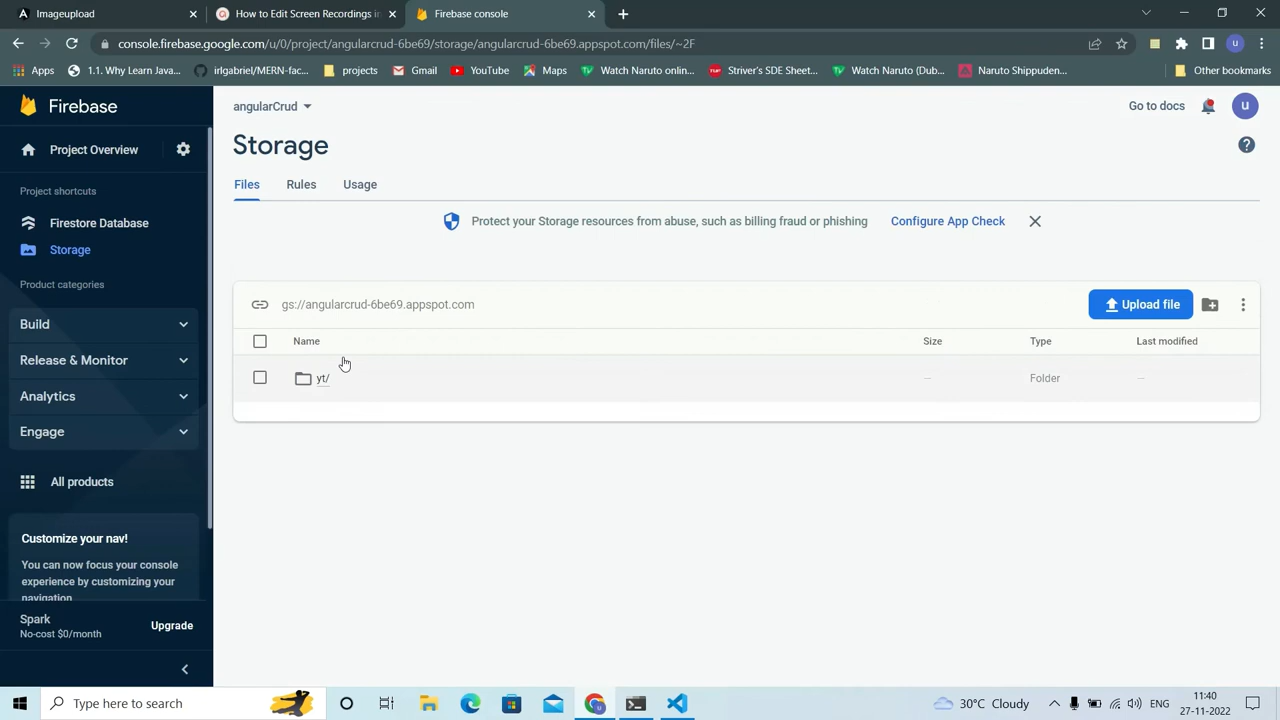 Imageupload
How to Edit Screen Recordings in
Firebase console
console.firebase.google.com/u/0/project/angularcrud-6be69/storage/angularcrud-6be69.appspot.com/files/~2F
u
Apps
1.1. Why Learn Java...
irlgabriel/MERN-fac...
projects
Gmail
YouTube
Maps
Watch Naruto onlin...
Striver's SDE Sheet...
Watch Naruto (Dub...
Naruto Shippuden...
Other bookmarks
Firebase
angularCrud
Go to docs
u
Project Overview
Storage
Project shortcuts
Files
Rules
Usage
Firestore Database
Protect your Storage resources from abuse, such as billing fraud or phishing
Configure App Check
Storage
Product categories
gs://angularcrud-6be69.appspot.com
Upload file
Build
Name
Size
Type
Last modified
Release & Monitor
yt/
—
Folder
—
Analytics
Engage
All products
Customize your nav!
You can now focus your console
experience by customizing your
navigation
Spark
No-cost $0/month
Upgrade
Type here to search
30°C Cloudy
ENG
11:40
27-11-2022